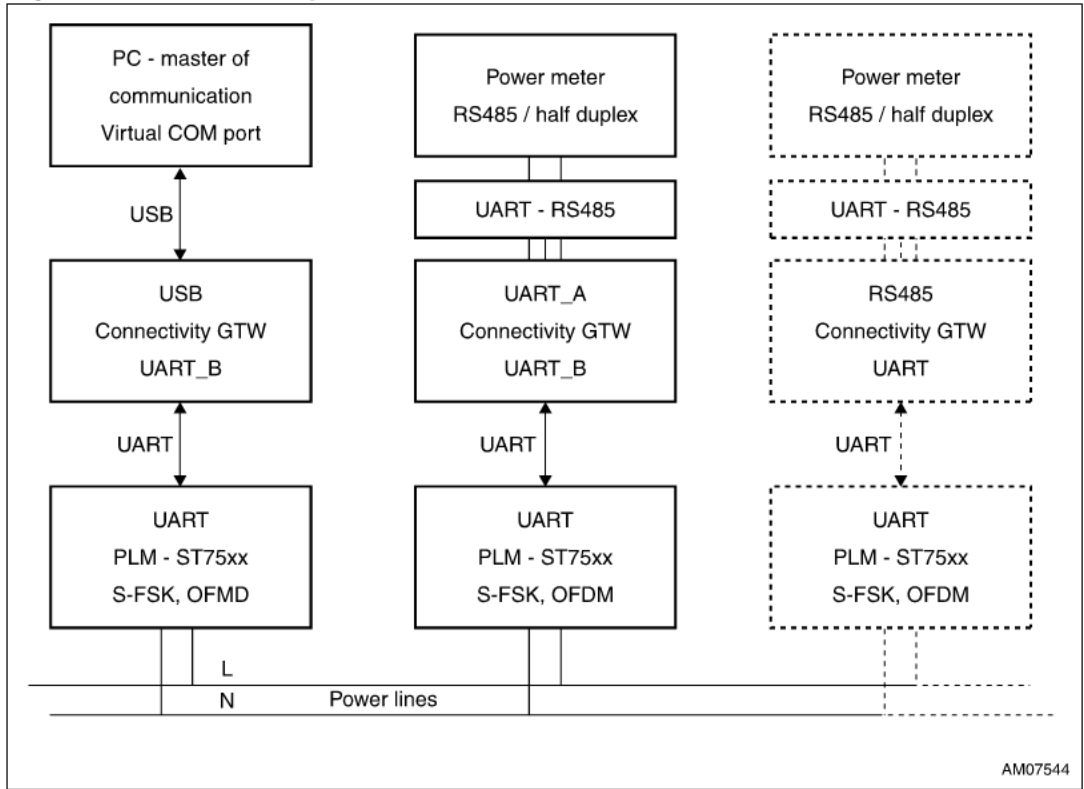 PC - master of
communication
Virtual COM port
USB
USB
Connectivity GTW
UART_B
UART
UART
PLM - ST75xx
S-FSK, OFMD
Power meter
RS485 / half duplex
UART - RS485
UART_A
Connectivity GTW
UART_B
UART
UART
PLM - ST75xx
S-FSK, OFDM
Power meter
RS485 / half duplex
UART - RS485
RS485
Connectivity GTW
UART
UART
UART
PLM - ST75xx
S-FSK, OFDM
L
N Power lines
AM07544